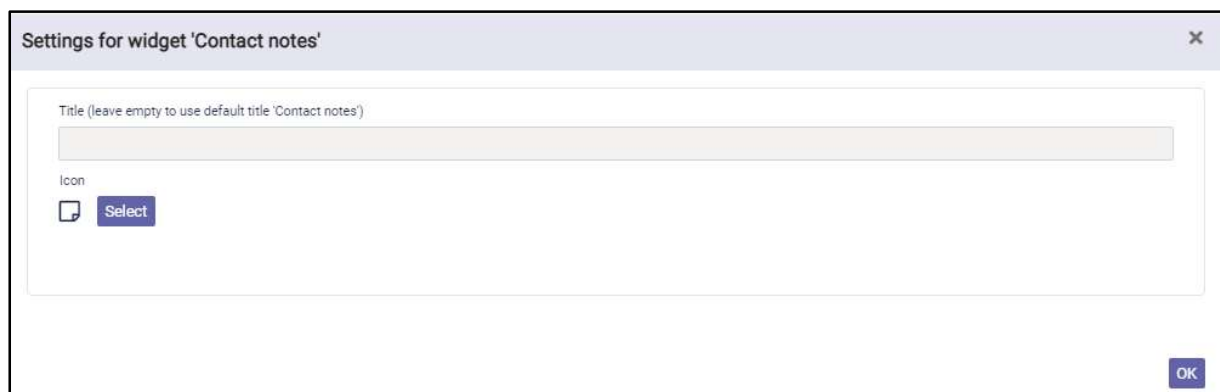 Settings for widget 'Contact notes'
Title (leave empty to use default title 'Contact notes')
Icon
Select
OK